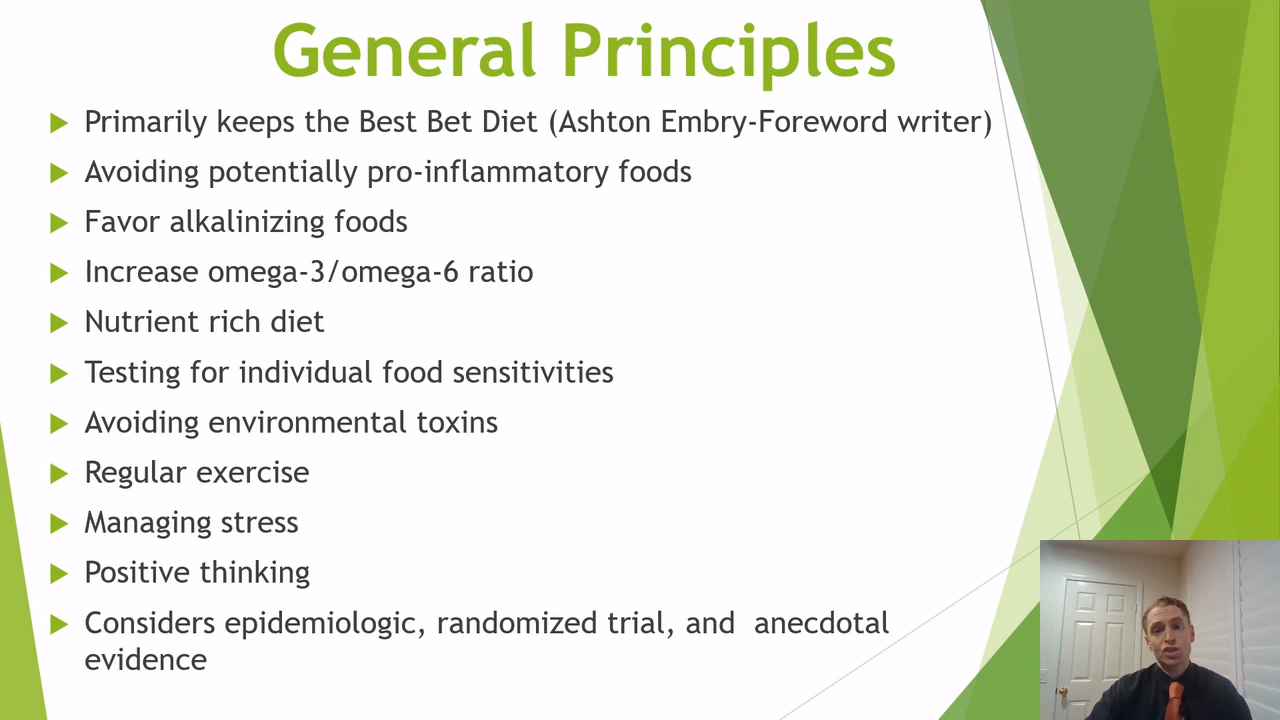 General Principles
Primarily keeps the Best Bet Diet (Ashton Embry-Foreword writer)
Avoiding potentially pro-inflammatory foods
Favor alkalinizing foods
Increase omega-3/omega-6 ratio
Nutrient rich diet
Testing for individual food sensitivities
Avoiding environmental toxins
Regular exercise
Managing stress
Positive thinking
Considers epidemiologic, randomized trial, and  anecdotal
evidence